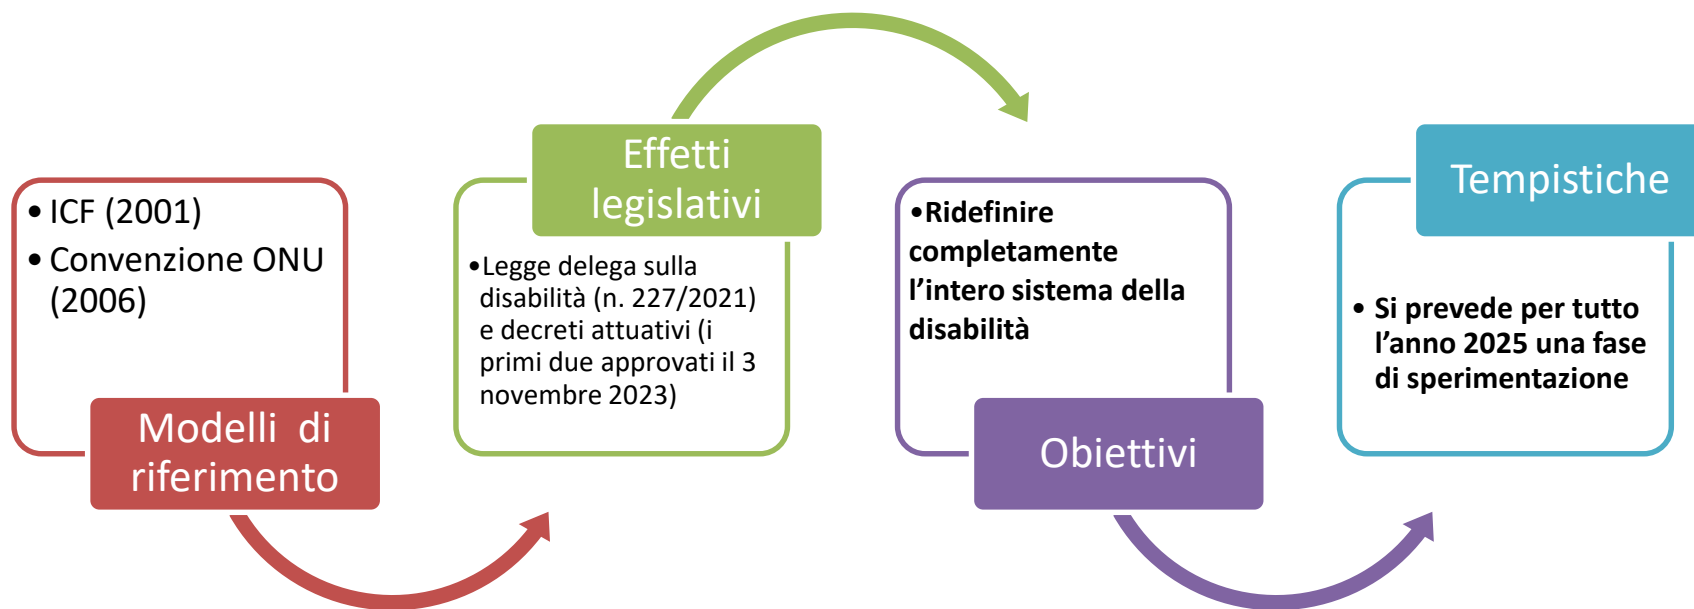 • ICF (2001)
• Convenzione ONU
(2006)
Modelli di
riferimento
Effetti
legislativi
•Legge delega sulla
disabilità (n. 227/2021)
e decreti attuativi (i
primi due approvati il 3
novembre 2023)
•Ridefinire
completamente
l’intero sistema della
disabilità
Obiettivi
Tempistiche
• Si prevede per tutto
l’anno 2025 una fase
di sperimentazione